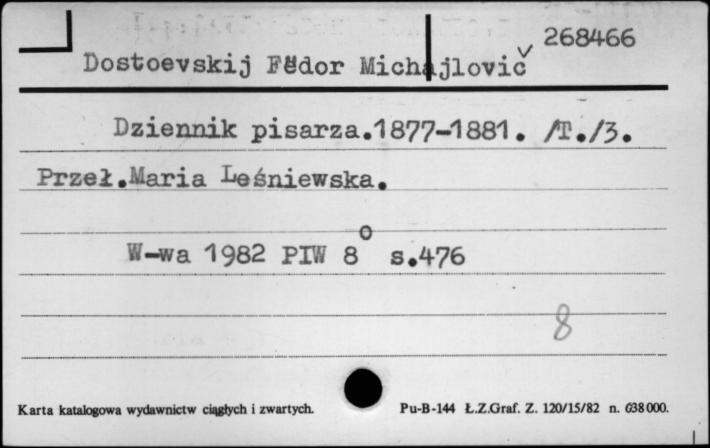 268466
Dostoevskij Fëdor Michajlovič
Dziennik pisarza.1877-1881. /T./3.
Przeł.Maria Leśniewska.
W-wa 1982 PIW 8° s.476
8
Karta katalogowa wydawnictw ciągłych i zwartych. Pu-B-144 Ł.Z.Graf. Z. 120/15/82 n. 638000.